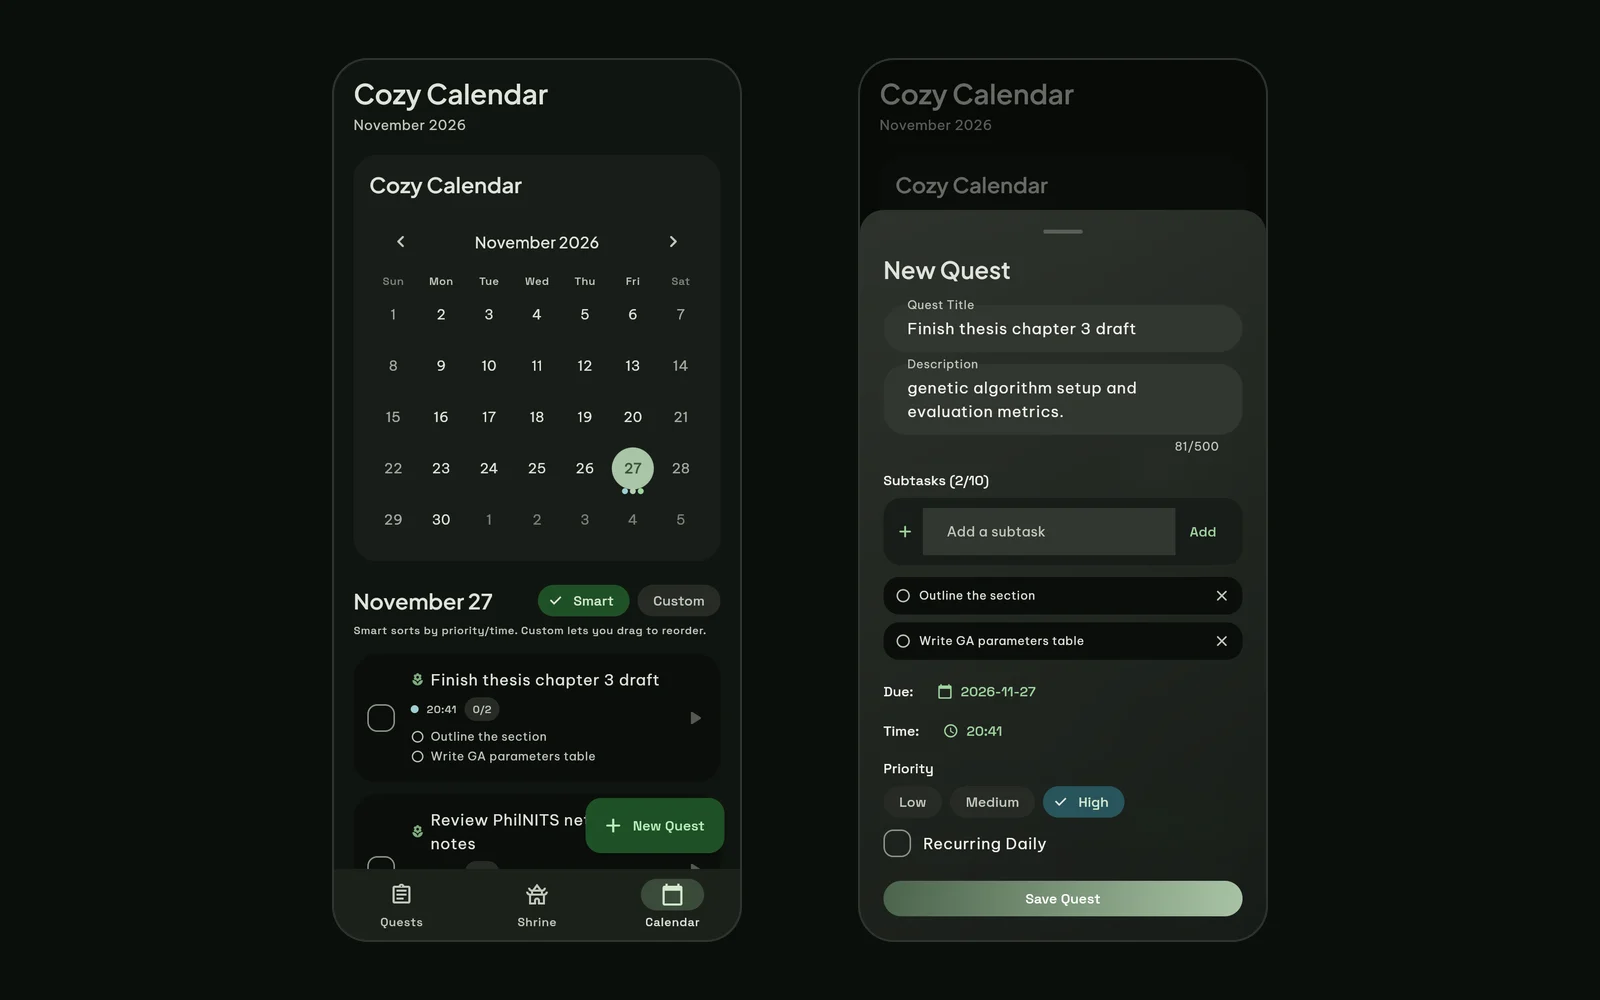 Cozy Calendar
November 2026
Cozy Calendar
November 2026
Sun Mon Tue Wed Thu Fri Sat
1 2 3 4 5 6 7
8 9 10 11 12 13 14
15 16 17 18 19 20 21
22 23 24 25 26 27 28
29 30 1 2 3 4 5
November 27
Smart
Custom
Smart sorts by priority/time. Custom lets you drag to reorder.
Finish thesis chapter 3 draft
20:41 0/2
Outline the section
Write GA parameters table
Review PhilNITS
notes
New Quest
Quests
Shrine
Calendar
Cozy Calendar
November 2026
Cozy Calendar
New Quest
Quest Title
Finish thesis chapter 3 draft
Description
genetic algorithm setup and
evaluation metrics.
81/500
Subtasks (2/10)
Add a subtask
Add
Outline the section
Write GA parameters table
Due: 2026-11-27
Time: 20:41
Priority
Low
Medium
High
Recurring Daily
Save Quest